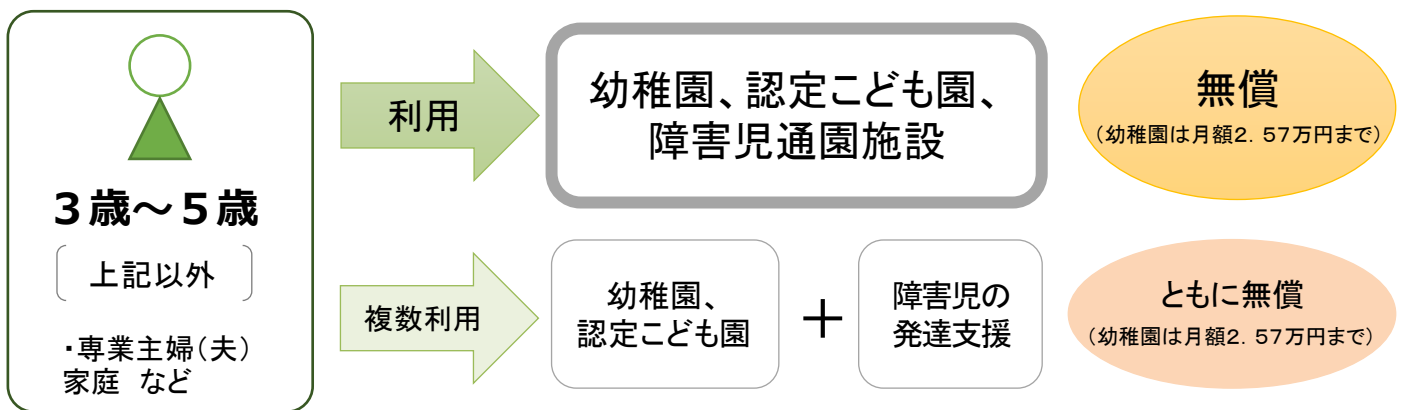 3歳~5歳
上記以外
・専業主婦(夫)
家庭 など
利用
幼稚園、認定こども園、
障害児通園施設
無償
(幼稚園は月額2.57万円まで)
複数利用
幼稚園、
認定こども園
+
障害児の
発達支援
ともに無償
(幼稚園は月額2.57万円まで)